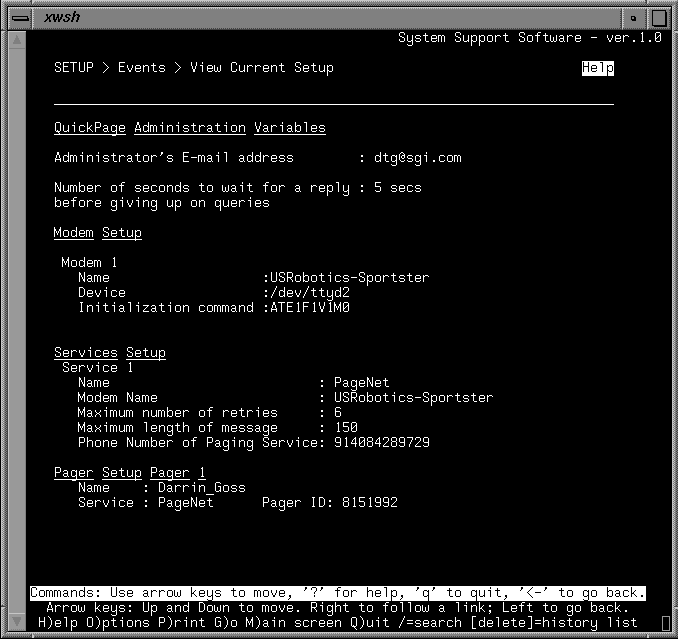 xwsh
System Support Software - ver.1.0
SETUP > Events > View Current Setup Help
QuickPage Administration Variables
Administrator's E-mail address : dtg@sgi.com
Number of seconds to wait for a reply : 5 secs
before giving up on queries
Modem Setup
Modem 1
Name :USRobotics-Sportster
Device :/dev/ttyd2
Initialization command :ATE1F1V1M0
Services Setup
Service 1
Name : PageNet
Modem Name : USRobotics-Sportster
Maximum number of retries : 6
Maximum length of message : 150
Phone Number of Paging Service: 914084289729
Pager Setup Pager 1
Name : Darrin_Goss
Service : PageNet Pager ID: 8151992
Commands: Use arrow keys to move, '?' for help, 'q' to quit, '<-' to go back.
Arrow keys: Up and Down to move. Right to follow a link; Left to go back.
H)elp O)ptions P)rint G)o M)ain screen Q)uit /=search [delete]=history list